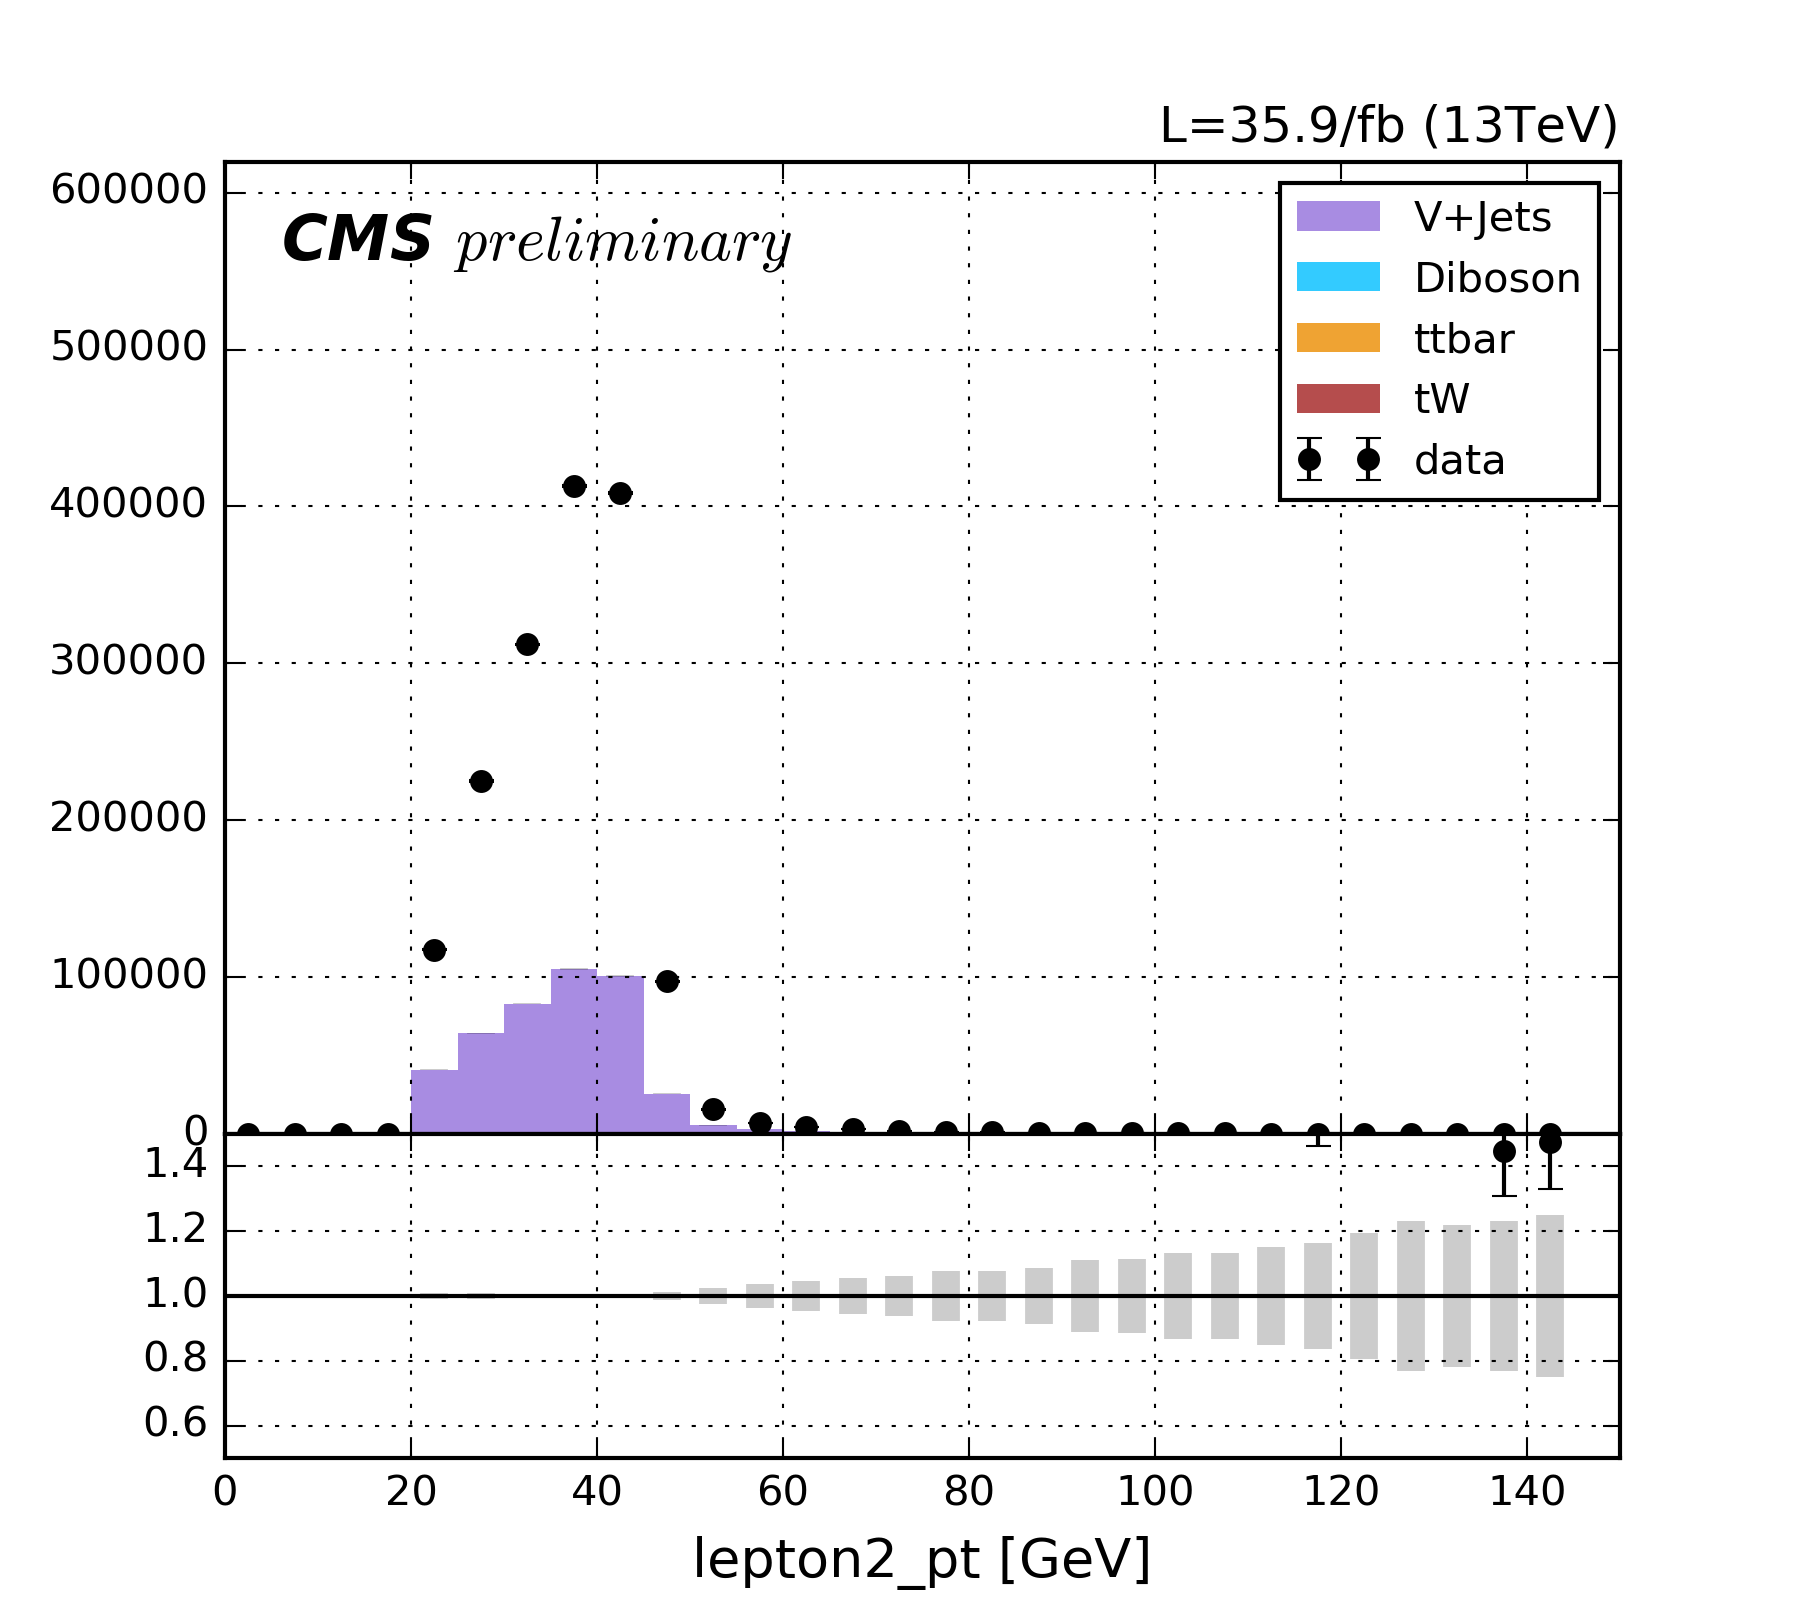 L=35.9/fb (13TeV)
CMS preliminary
600000
500000
400000
300000
200000
100000
0
V+Jets
Diboson
ttbar
tW
data
1.4
1.2
1.0
0.8
0.6
0 20 40 60 80 100 120 140
lepton2_pt [GeV]